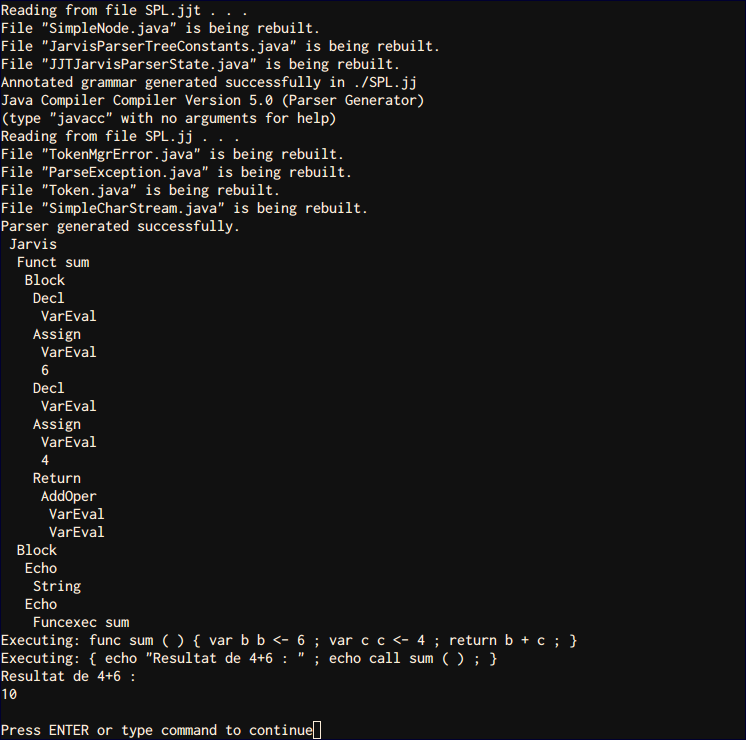 Reading from file SPL.jjt . . .
File "SimpleNode.java" is being rebuilt.
File "JarvisParserTreeConstants.java" is being rebuilt.
File "JJTJarvisParserState.java" is being rebuilt.
Annotated grammar generated successfully in ./SPL.jj
Java Compiler Compiler Version 5.0 (Parser Generator)
(type "javacc" with no arguments for help)
Reading from file SPL.jj . . .
File "TokenMgrError.java" is being rebuilt.
File "ParseException.java" is being rebuilt.
File "Token.java" is being rebuilt.
File "SimpleCharStream.java" is being rebuilt.
Parser generated successfully.
 Jarvis
  Funct sum
   Block
    Decl
     VarEval
    Assign
     VarEval
     6
    Decl
     VarEval
    Assign
     VarEval
     4
    Return
     AddOper
      VarEval
      VarEval
  Block
   Echo
    String
   Echo
    Funcexec sum
Executing: func sum ( ) { var b b <- 6 ; var c c <- 4 ; return b + c ; }
Executing: { echo "Resultat de 4+6 : " ; echo call sum ( ) ; }
Resultat de 4+6 :
10
Press ENTER or type command to continue